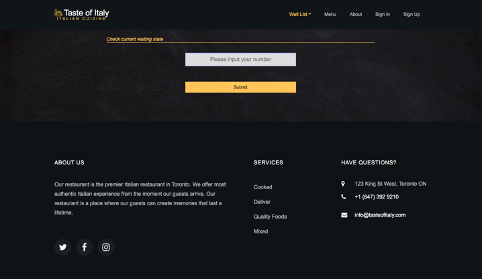 Taste of Italy
ITALIAN CUIZINE
Wait List
Menu
About
Sign In
Sign Up
Check current waiting state
Please input your number
Submit
ABOUT US
Our restaurant is the premier Italian restaurant in Toronto. We offer most
authentic Italian experience from the moment our guests arrive. Our
restaurant is a place where our guests can create memories that last a
lifetime.
SERVICES
Cooked
Deliver
Quality Foods
Mixed
HAVE QUESTIONS?
123 King St West, Toronto ON
+1 (647) 392 9210
info@tasteofitaly.com